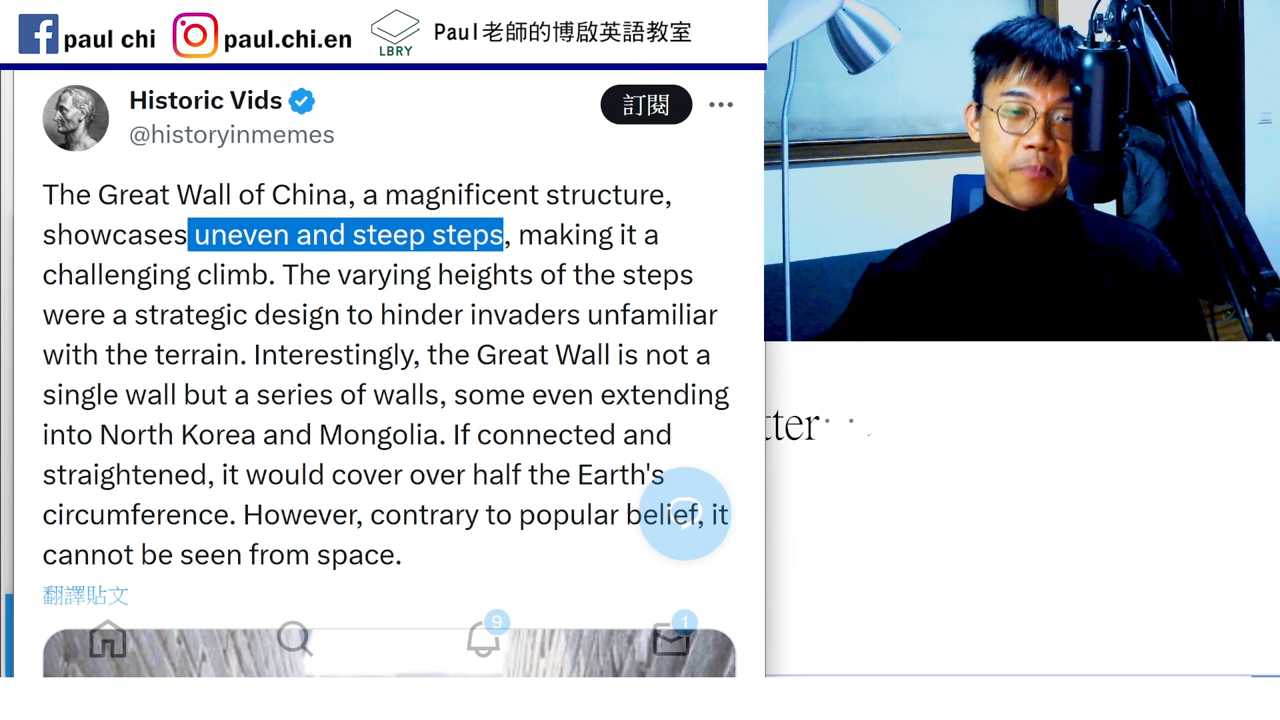 paul chi
paul.chi.en
LBRY
Paul老師的博啟英語教室
Historic Vids
訂閱
@historyinmemes
The Great Wall of China, a magnificent structure,
showcases uneven and steep steps, making it a
challenging climb. The varying heights of the steps
were a strategic design to hinder invaders unfamiliar
with the terrain. Interestingly, the Great Wall is not a
single wall but a series of walls, some even extending
into North Korea and Mongolia. If connected and
straightened, it would cover over half the Earth's
circumference. However, contrary to popular belief, it
cannot be seen from space.
翻譯貼文
9
1
tter